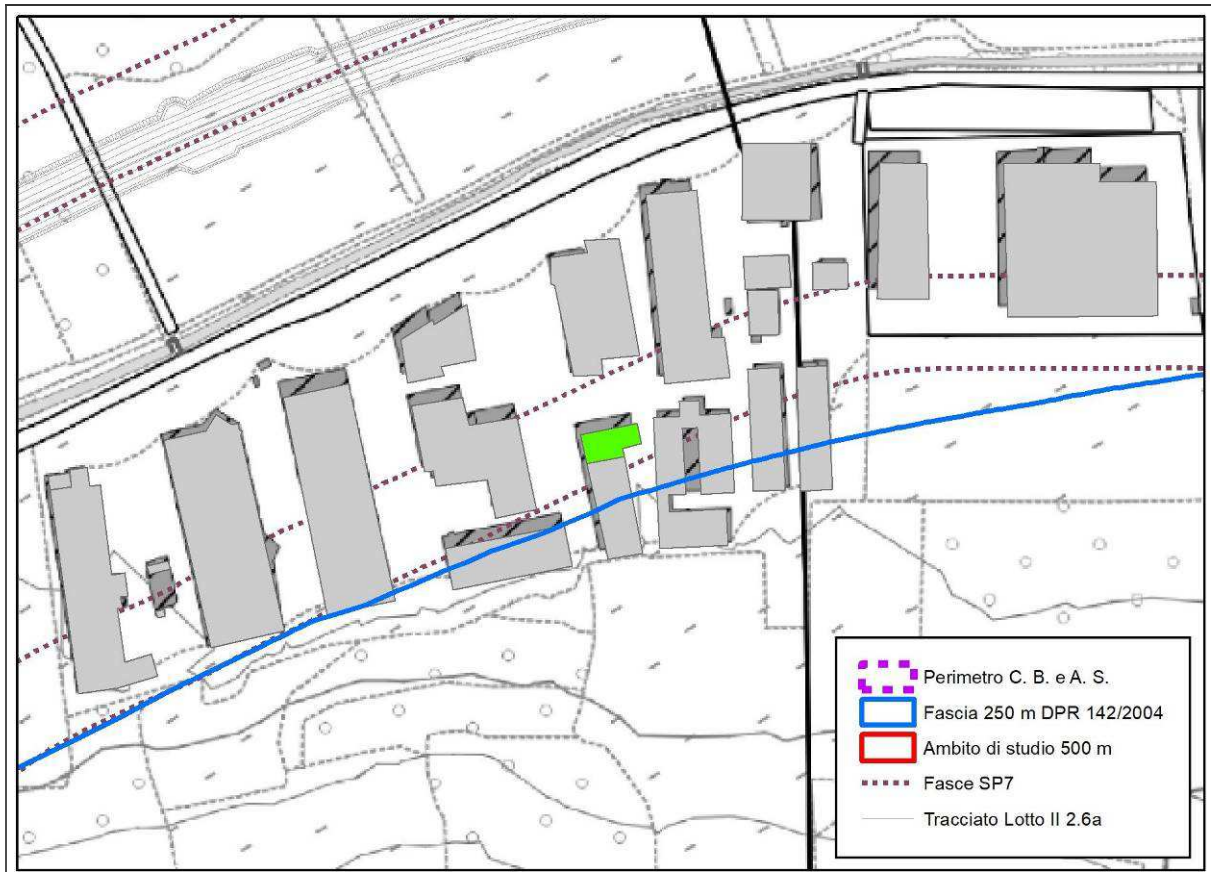 Perimetro C. B. e A. S.
Fascia 250 m DPR 142/2004
Ambito di studio 500 m
Fasce SP7
Tracciato Lotto II 2.6a